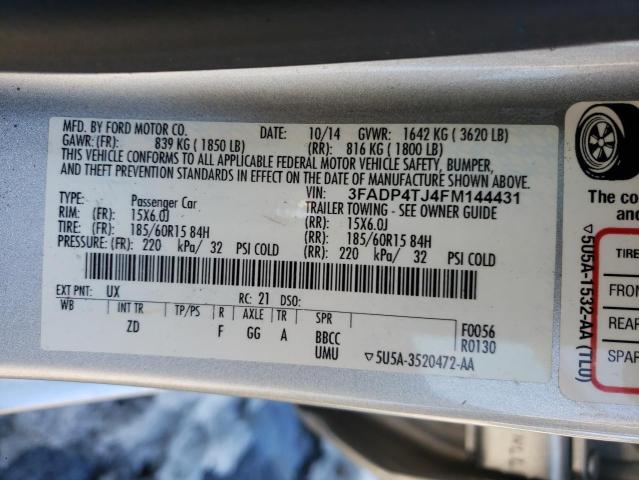 MFD. BY FORD MOTOR CO. DATE: 10/14 GVWR: 1642 KG ( 3620 LB)
GAWR: (FR): 839 KG ( 1850 LB) (RR): 816 KG ( 1800 LB)
THIS VEHICLE CONFORMS TO ALL APPLICABLE FEDERAL MOTOR VEHICLE SAFETY, BUMPER,
AND THEFT PREVENTION STANDARDS IN EFFECT ON THE DATE OF MANUFACTURE SHOWN ABOVE.
VIN: 3FADP4TJ4FM144431
TYPE: Passenger Car TRAILER TOWING - SEE OWNER GUIDE
RIM: (FR): 15X6.0J (RR): 15X6.0J
TIRE: (FR): 185/60R15 84H (RR): 185/60R15 84H
PRESSURE: (FR): 220 kPa/ 32 PSI COLD (RR): 220 kPa/ 32 PSI COLD
EXT PNT: UX RC: 21 DSO:
WB INT TR TP/PS R AXLE TR SPR F0056
ZD F GG A BBCC R0130
UMU ▽5U5A-3520472-AA
The co
an
▽5U5A-1532-AA (TLU)
TIRE
FRON
REAR
SPAR